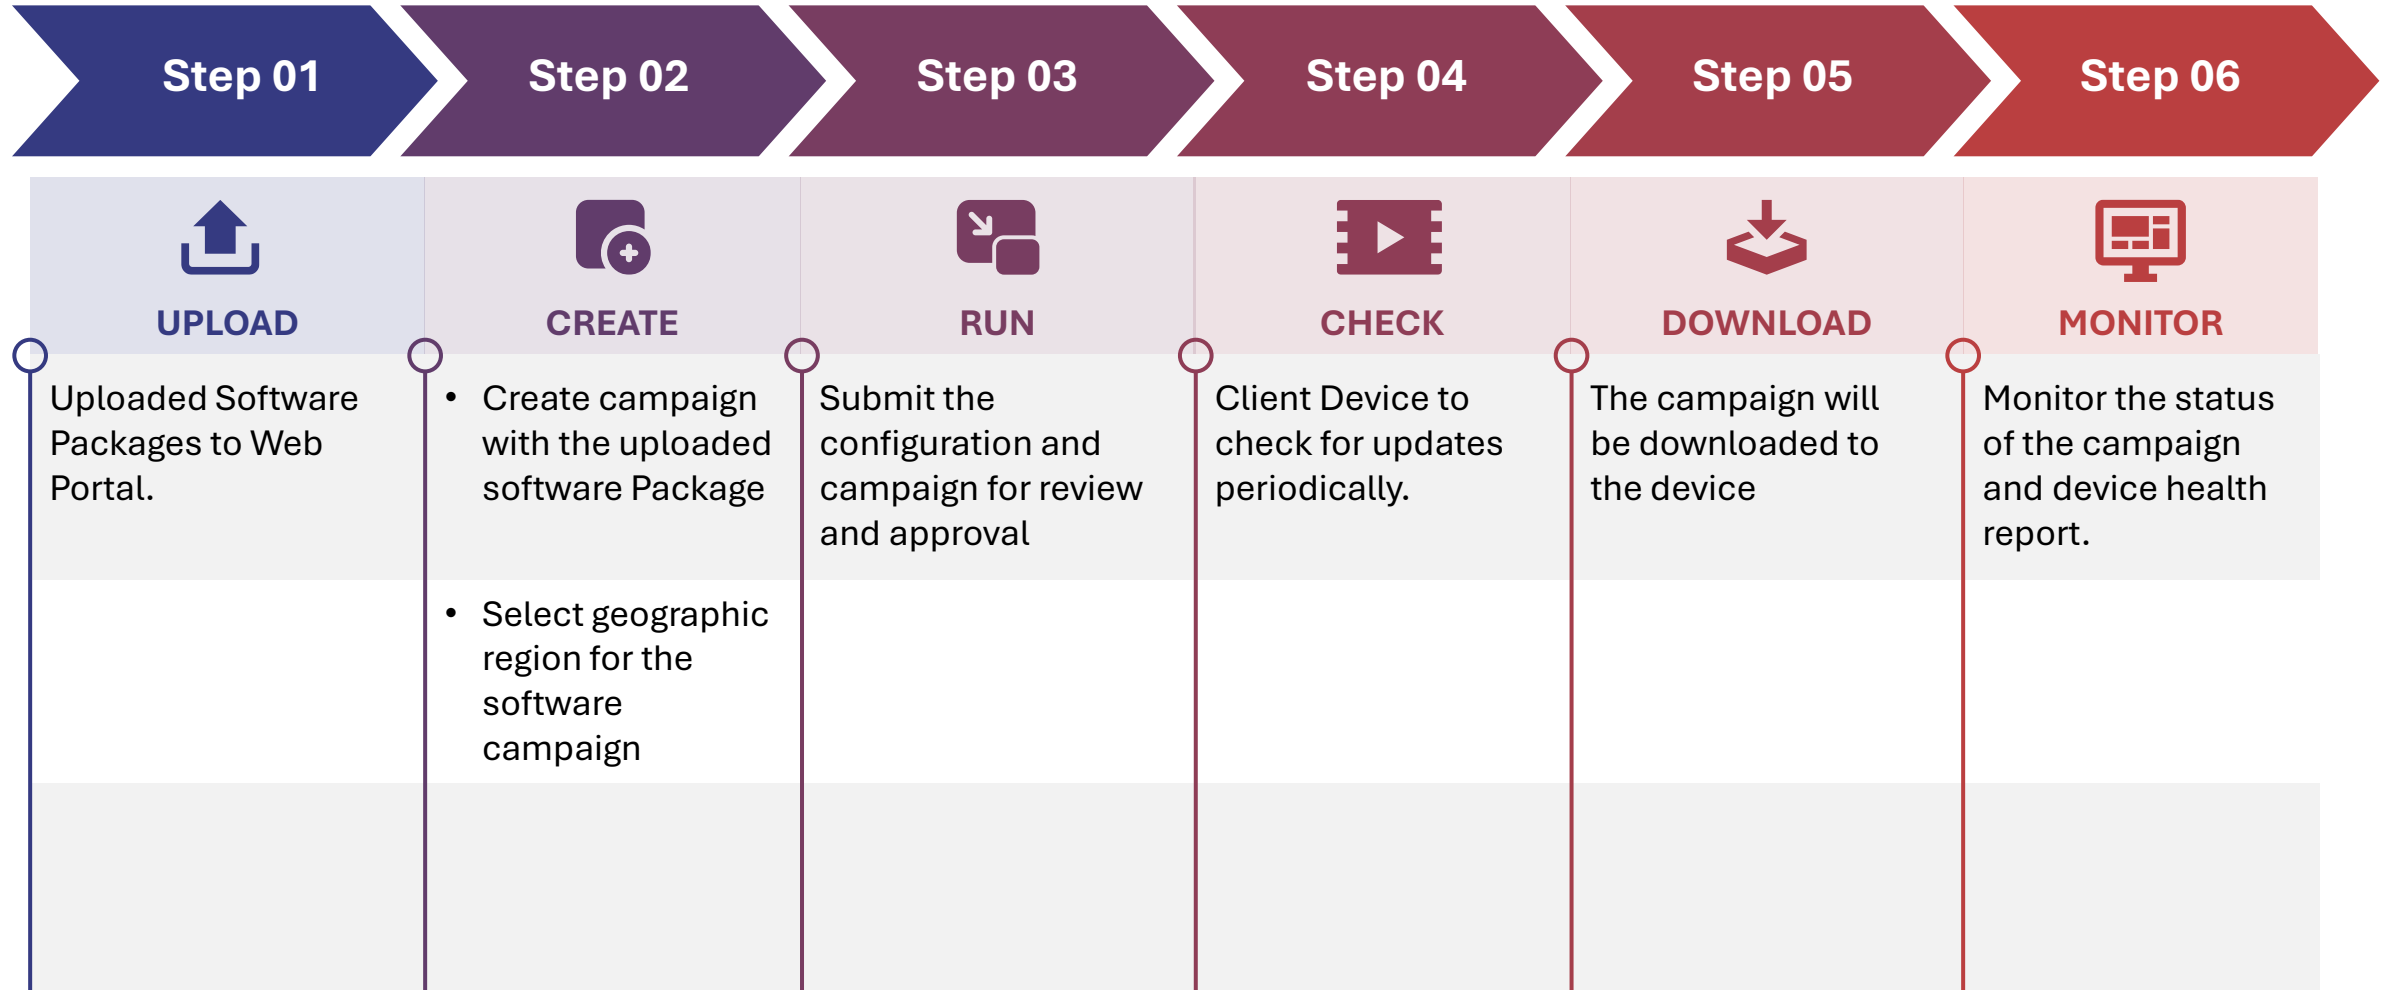 Step 01
Step 02
Step 03
Step 04
Step 05
Step 06
UPLOAD
CREATE
RUN
CHECK
DOWNLOAD
MONITOR
Uploaded Software
Packages to Web
Portal.
• Create campaign
with the uploaded
software Package
Submit the
configuration and
campaign for review
and approval
Client Device to
check for updates
periodically.
The campaign will
be downloaded to
the device
Monitor the status
of the campaign
and device health
report.
• Select geographic
region for the
software
campaign